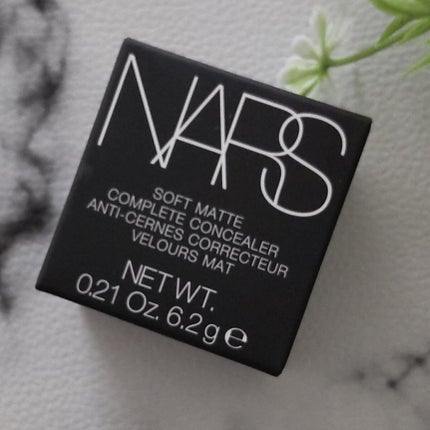 NARS
SOFT MATTE
COMPLETE CONCEALER
ANTI-CERNES CORRECTEUR
VELOURS MAT
NET WT.
0.21 Oz. 6.2 g ℮